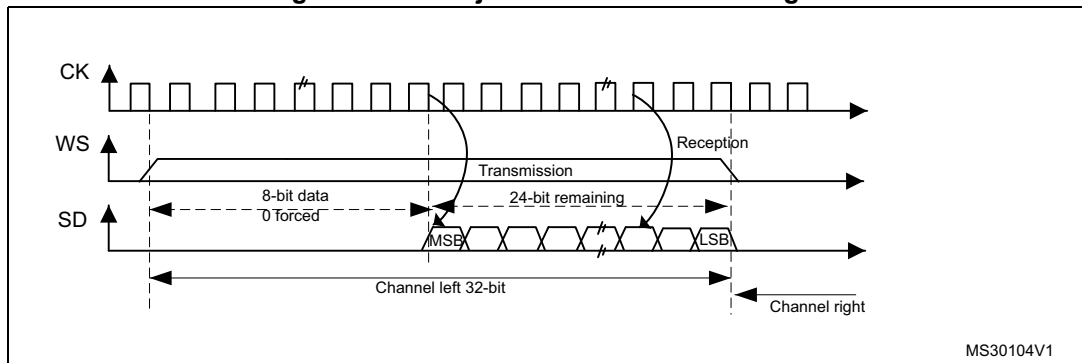 CK
WS
Reception
Transmission
8-bit data
0 forced
24-bit remaining
SD
MSB
LSB
Channel left 32-bit
Channel right
MS30104V1